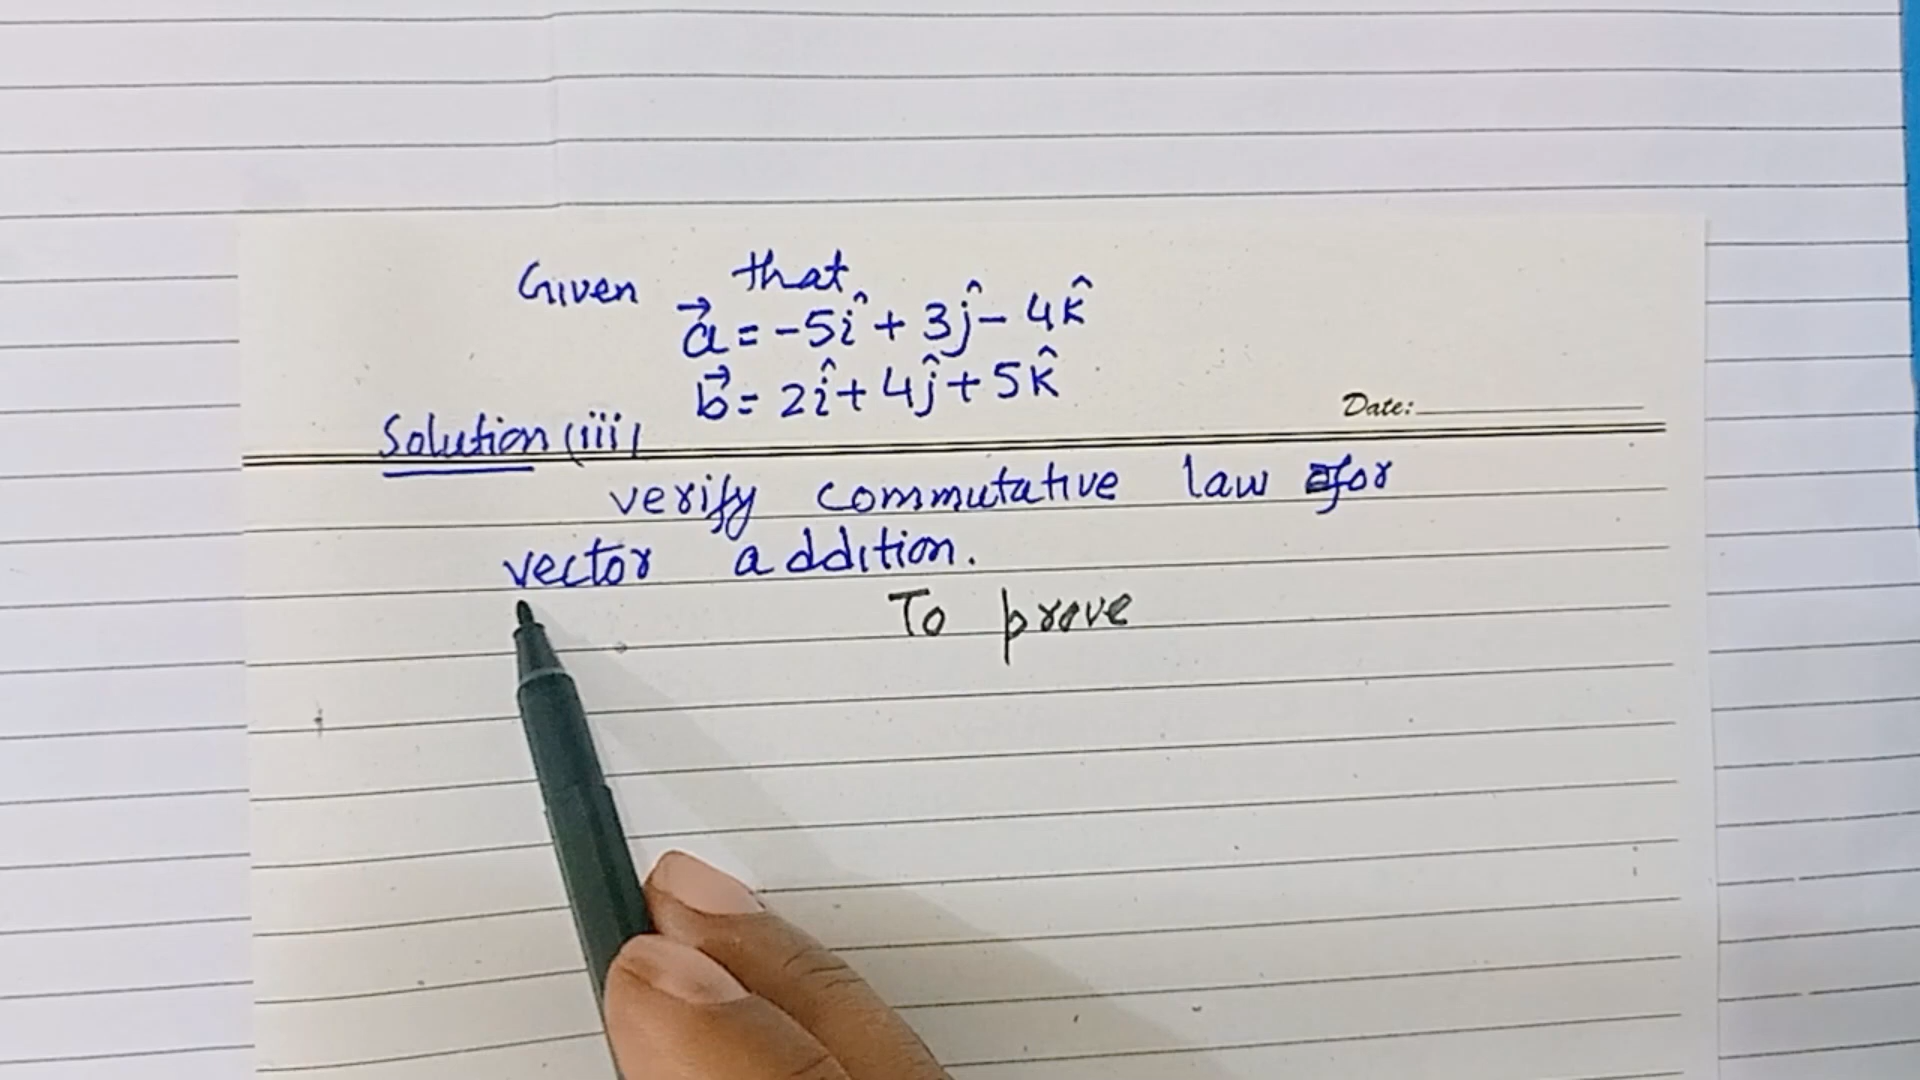 Given that
a⃗ = -5î + 3ĵ - 4k̂
b⃗ = 2î + 4ĵ + 5k̂
Date:
Solution (iii)
verify commutative law for
vector addition.
To prove